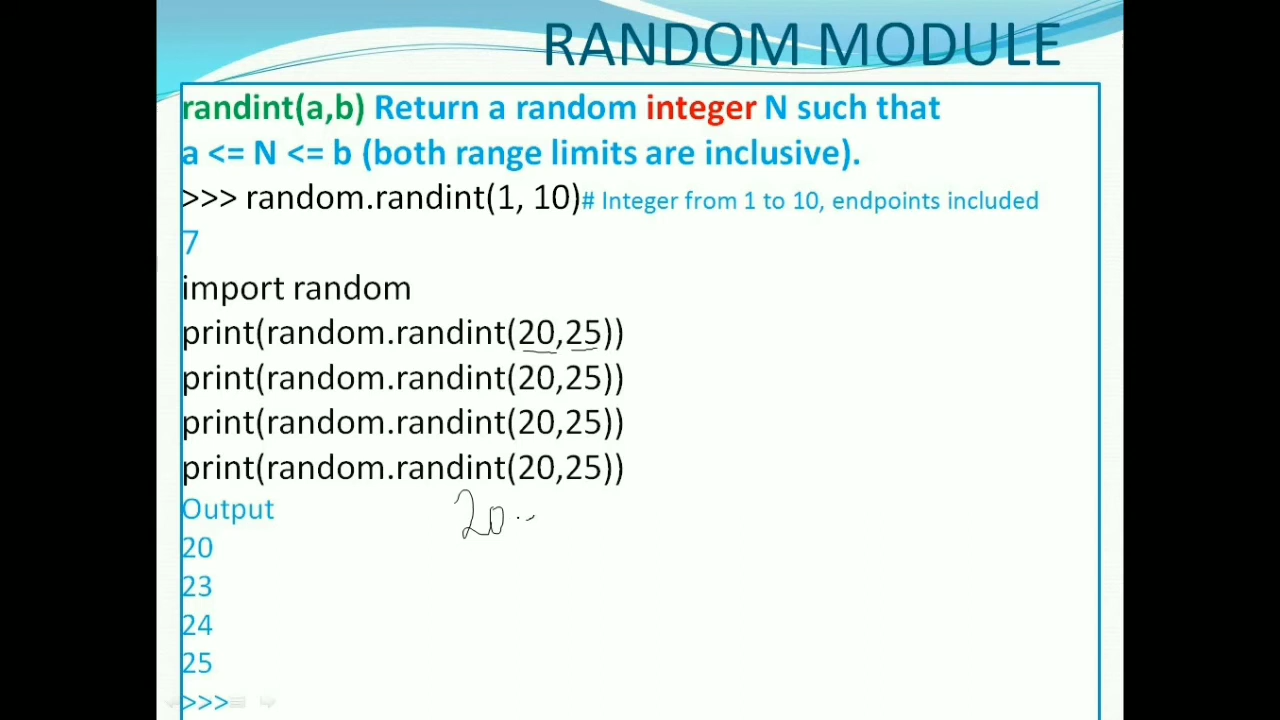 RANDOM MODULE
randint(a,b) Return a random integer N such that
a <= N <= b (both range limits are inclusive).
>>> random.randint(1, 10)# Integer from 1 to 10, endpoints included
7
import random
print(random.randint(20,25))
print(random.randint(20,25))
print(random.randint(20,25))
print(random.randint(20,25))
Output
20
20
23
24
25
>>>